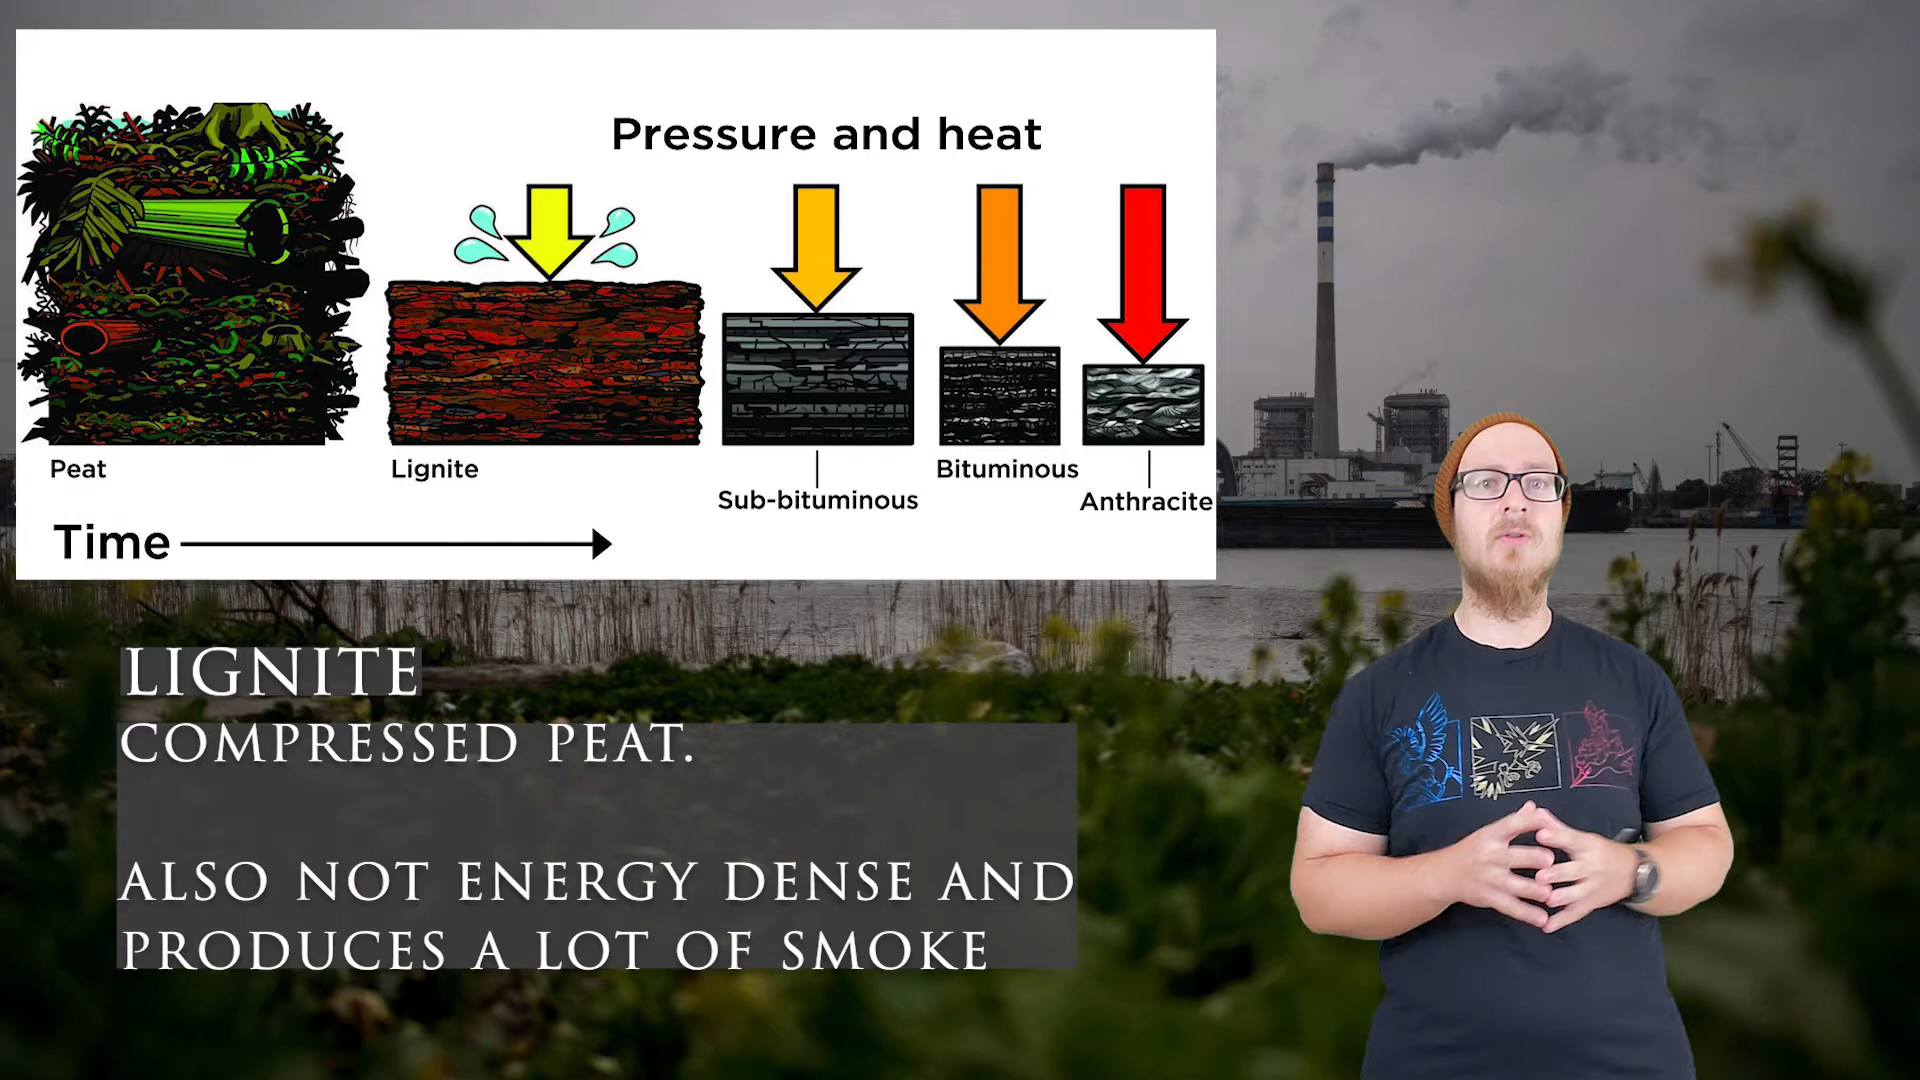 Pressure and heat
Peat
Lignite
Sub-bituminous
Bituminous
Anthracite
Time
LIGNITE
COMPRESSED PEAT.
ALSO NOT ENERGY DENSE AND
PRODUCES A LOT OF SMOKE